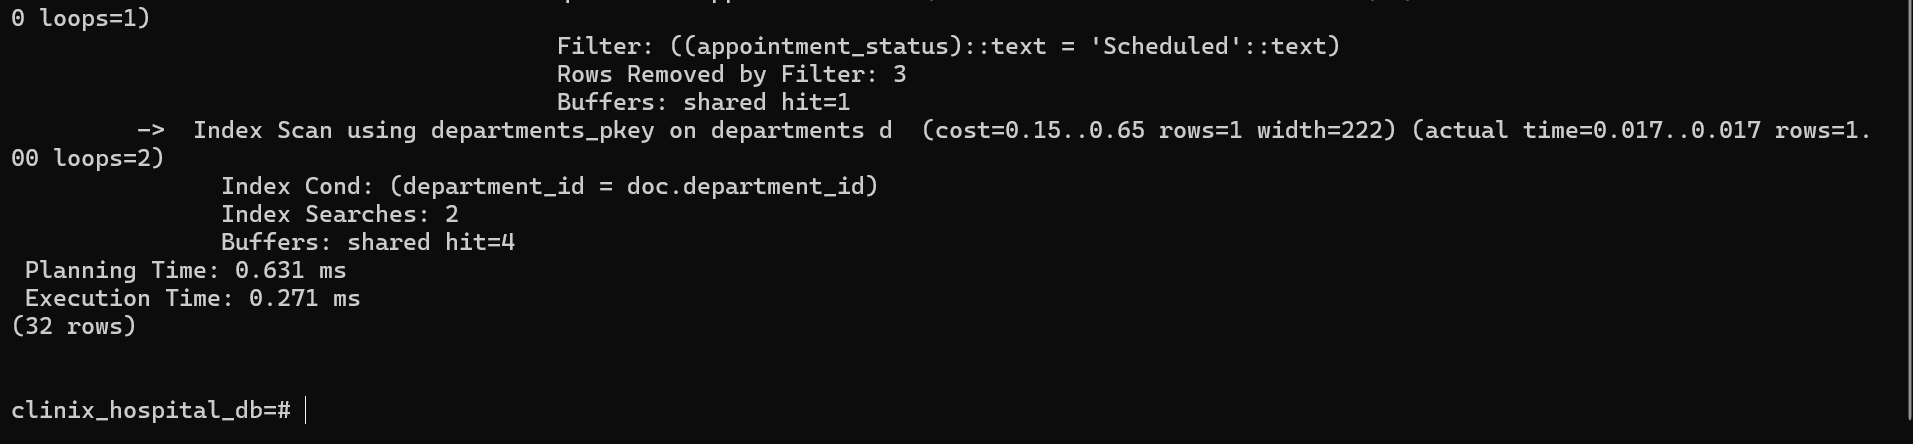 0 loops=1)
Filter: ((appointment_status)::text = 'Scheduled'::text)
Rows Removed by Filter: 3
Buffers: shared hit=1
->  Index Scan using departments_pkey on departments d  (cost=0.15..0.65 rows=1 width=222) (actual time=0.017..0.017 rows=1.
00 loops=2)
Index Cond: (department_id = doc.department_id)
Index Searches: 2
Buffers: shared hit=4
Planning Time: 0.631 ms
Execution Time: 0.271 ms
(32 rows)
clinix_hospital_db=#